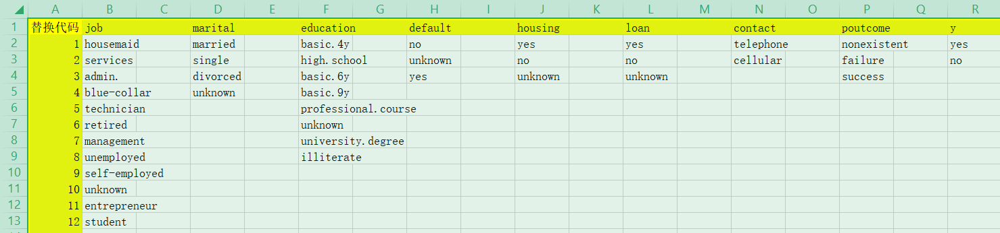 A B C D E F G H I J K L M N O P Q R
1 替换代码 job marital education default housing loan contact poutcome y
2 1 housemaid married basic.4y no yes yes telephone nonexistent yes
3 2 services single high.school unknown no no cellular failure no
4 3 admin. divorced basic.6y yes unknown unknown success
5 4 blue-collar unknown basic.9y
6 5 technician professional.course
7 6 retired unknown
8 7 management university.degree
9 8 unemployed illiterate
10 9 self-employed
11 10 unknown
12 11 entrepreneur
13 12 student